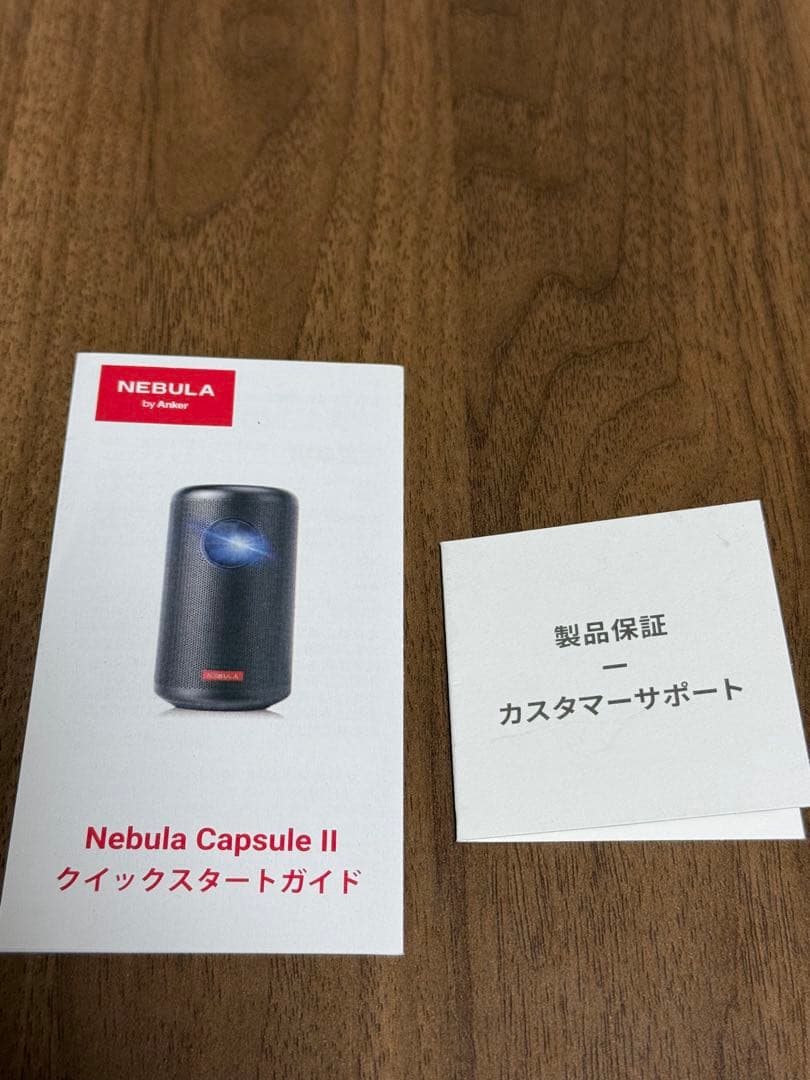 NEBULA
by Anker
NEBULA
Nebula Capsule II
クイックスタートガイド
製品保証
ー
カスタマーサポート